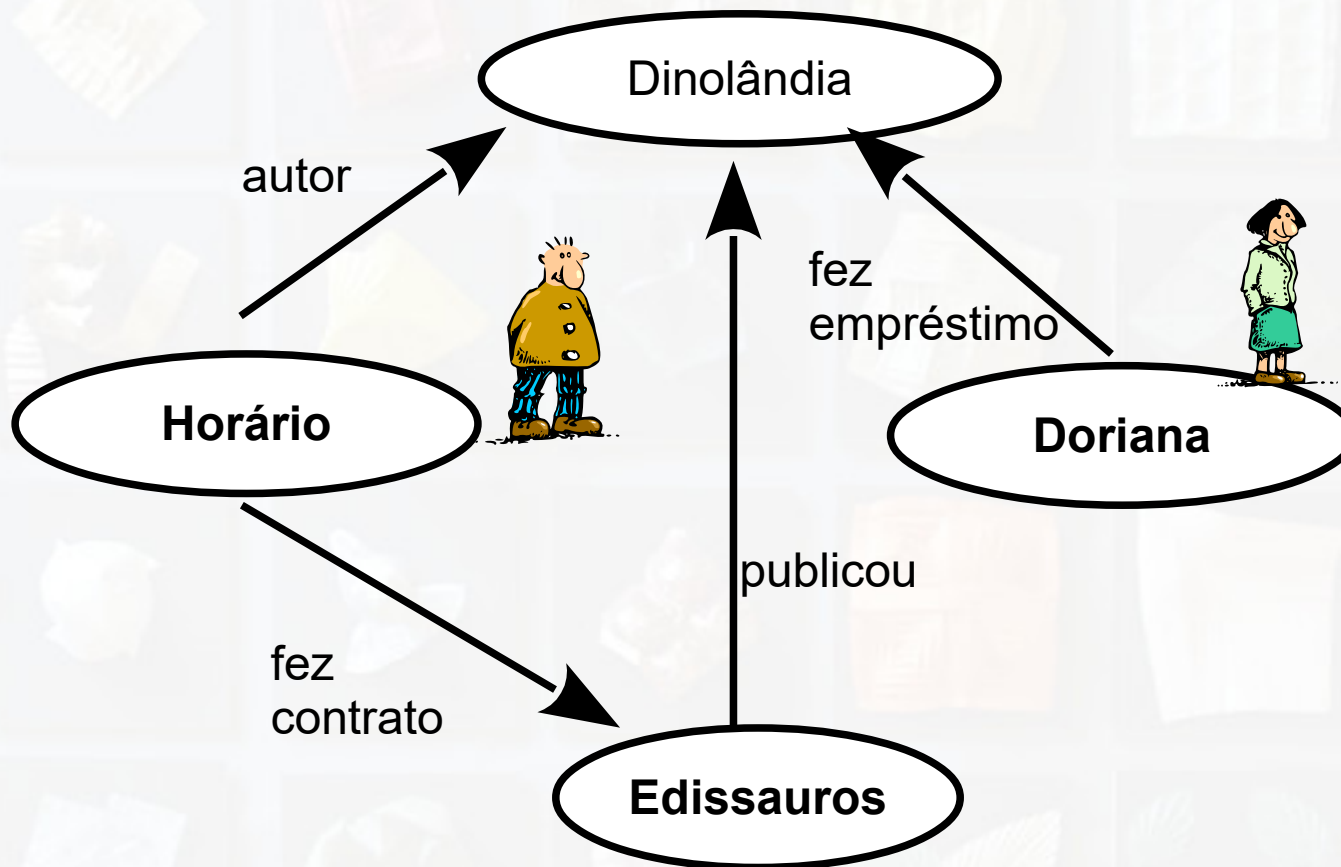 Dinolândia
autor
fez
empréstimo
Horário
Doriana
publicou
fez
contrato
Edissauros